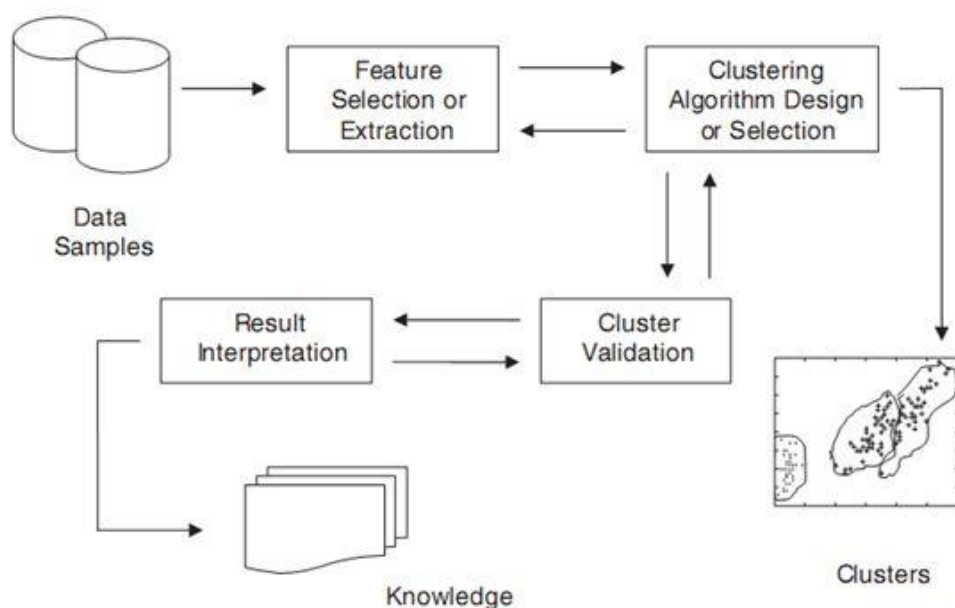 Feature
Selection or
Extraction
Clustering
Algorithm Design
or Selection
Data
Samples
Result
Interpretation
Cluster
Validation
Clusters
Knowledge